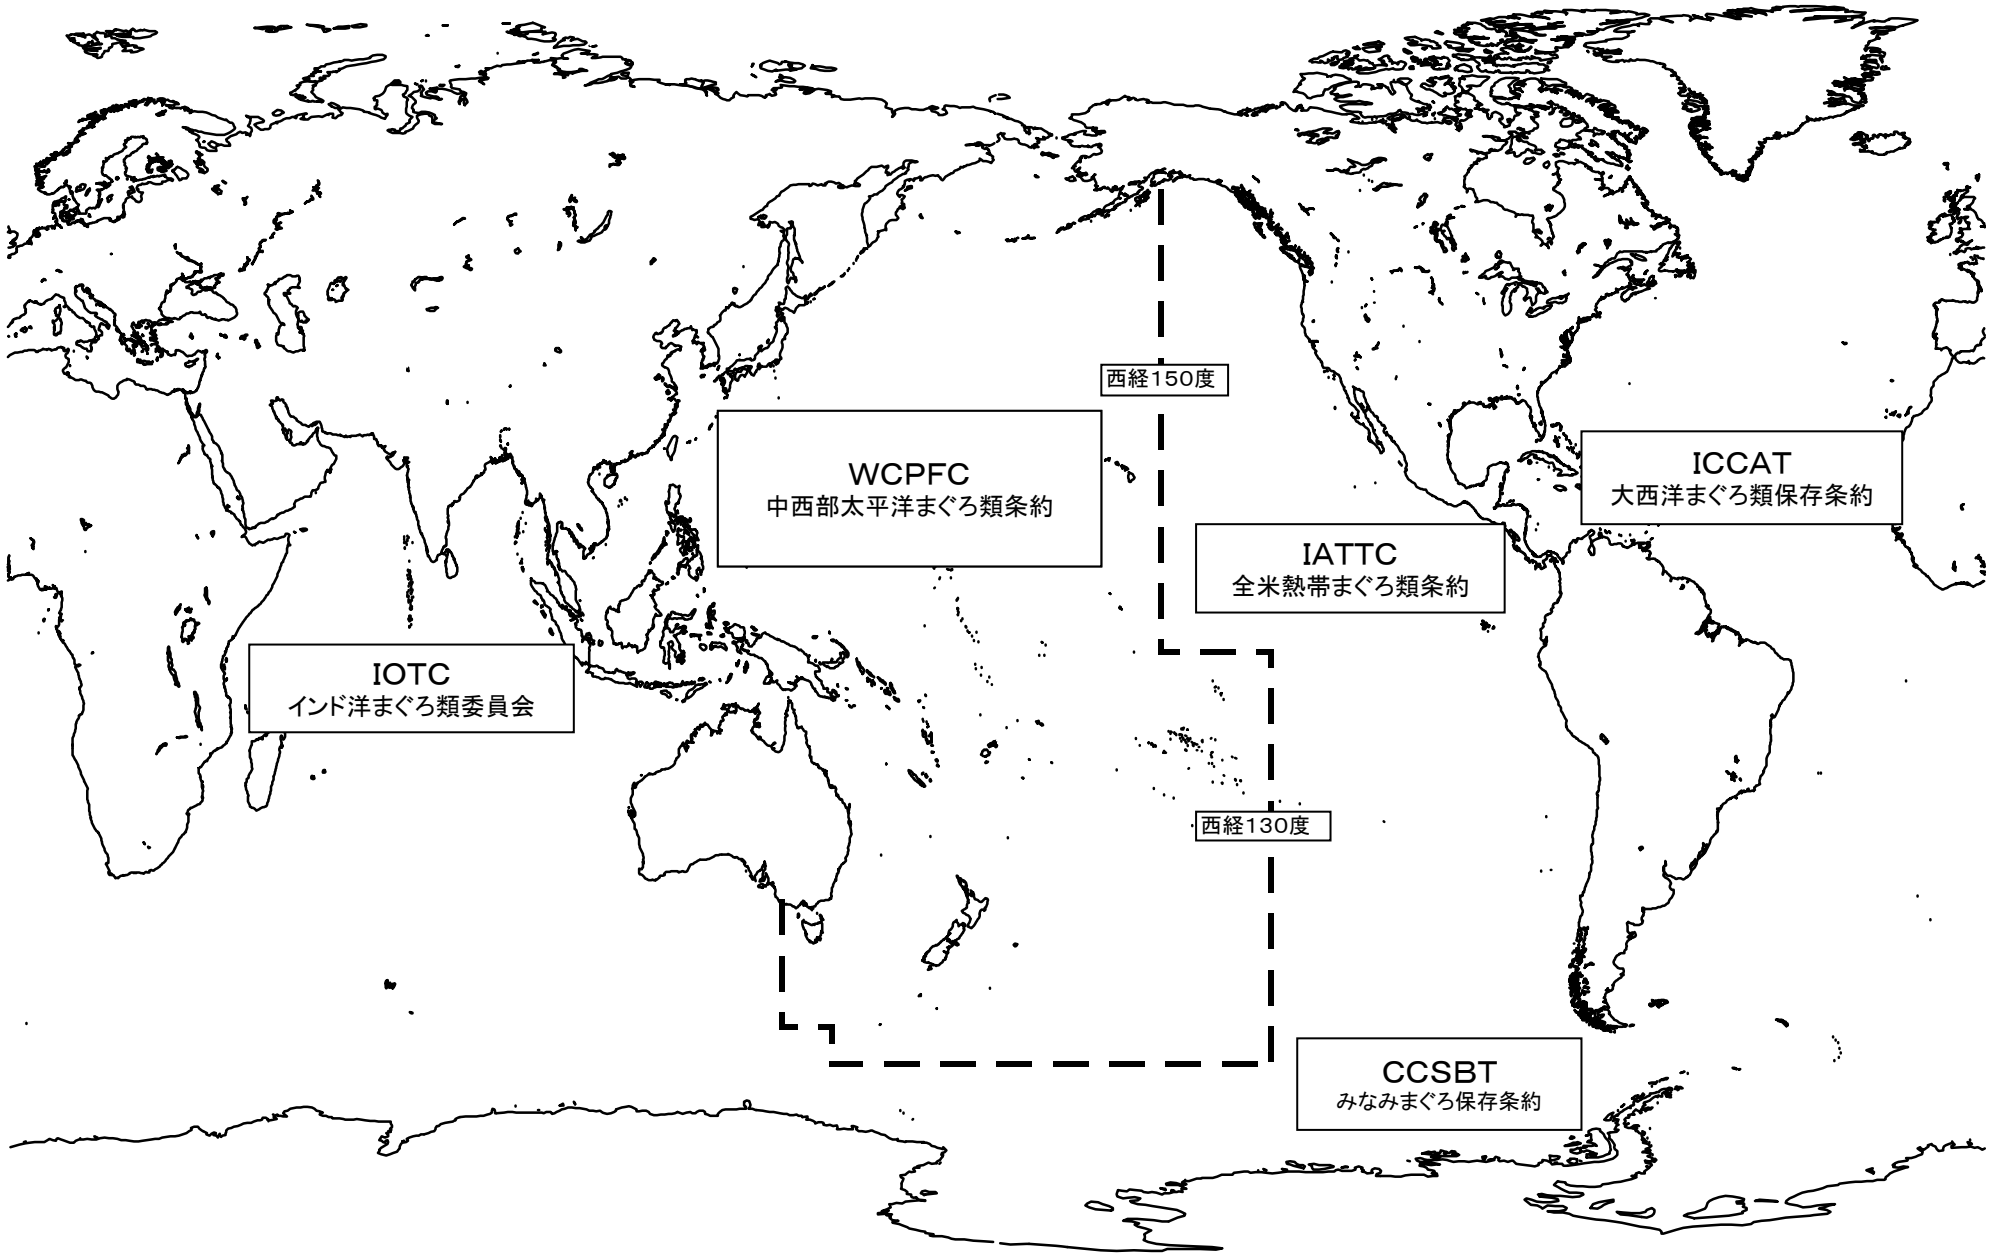 西経150度
WCPFC
中西部太平洋まぐろ類条約
ICCAT
大西洋まぐろ類保存条約
IATTC
全米熱帯まぐろ類条約
IOTC
インド洋まぐろ類委員会
西経130度
CCSBT
みなみまぐろ保存条約